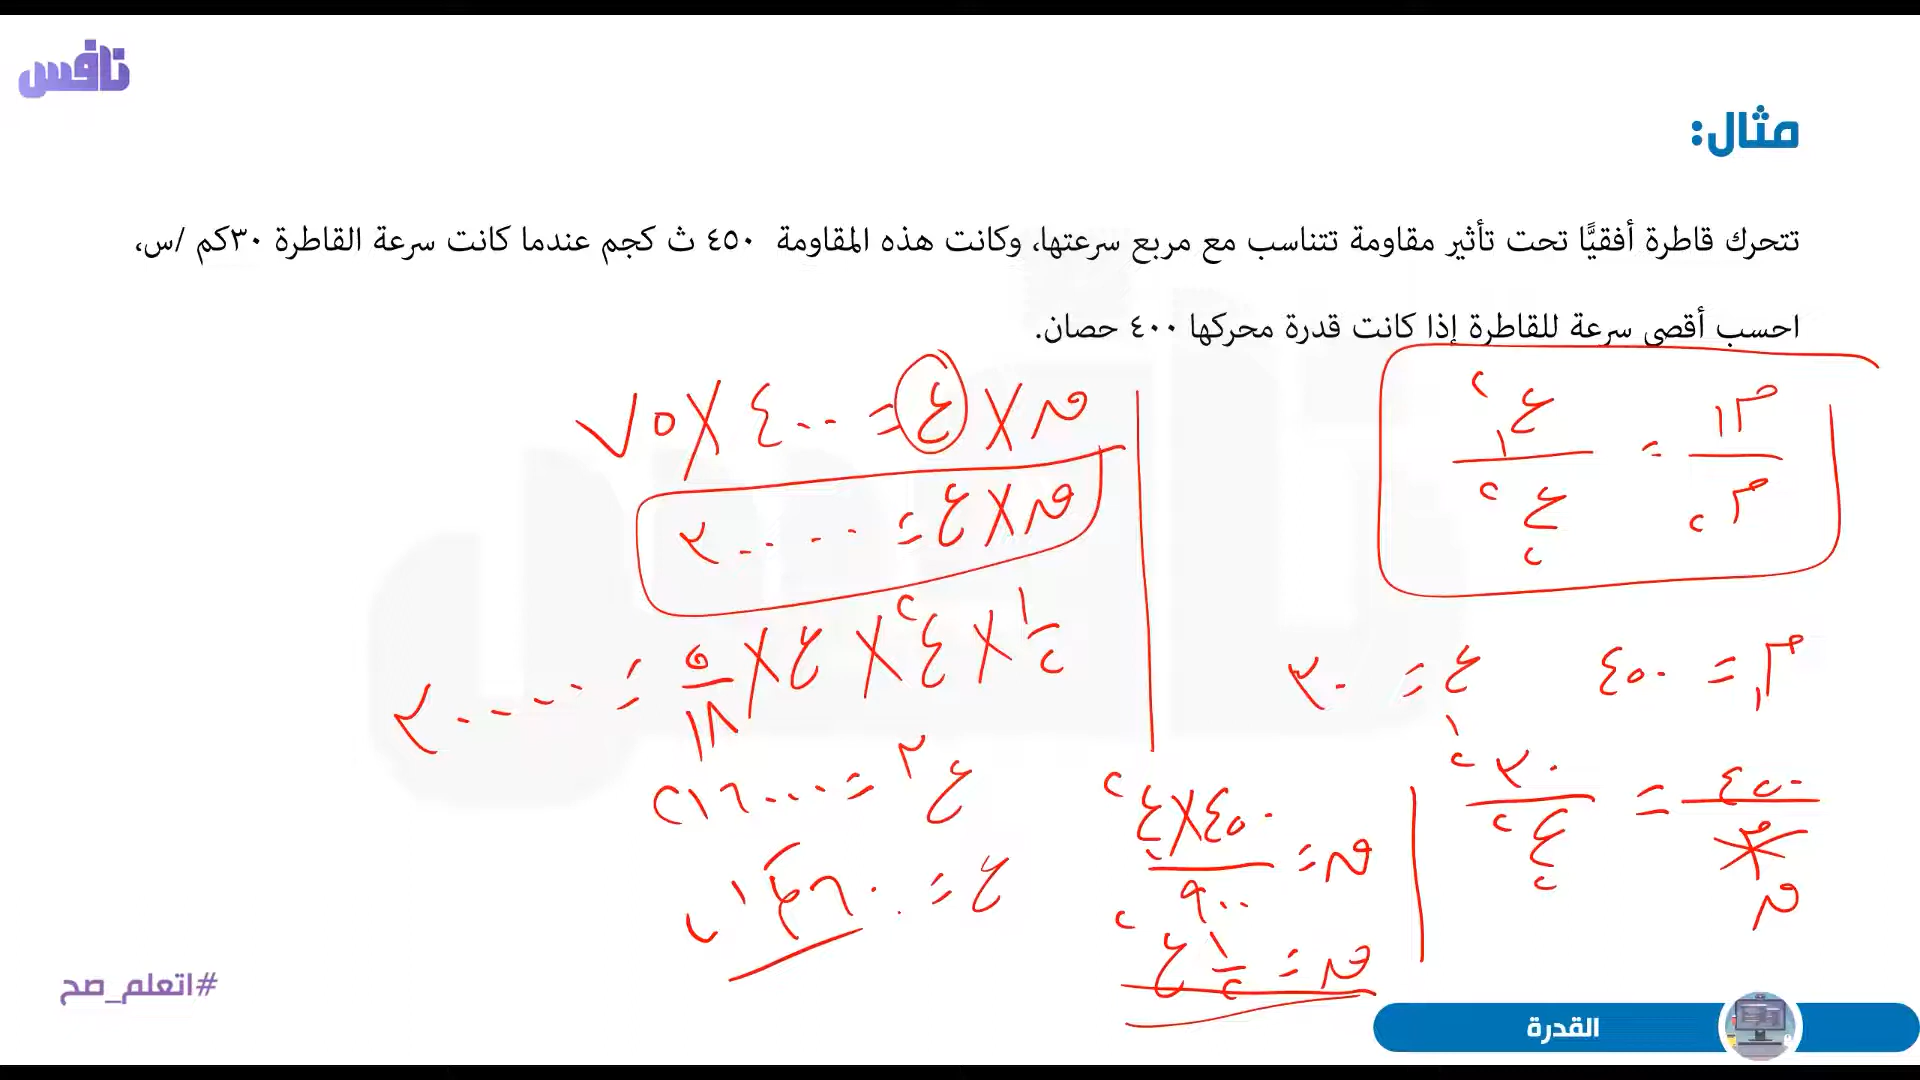 نافس
مثال:
تتحرك قاطرة أفقيًّا تحت تأثير مقاومة تتناسب مع مربع سرعتها، وكانت هذه المقاومة ٤٥٠ ث كجم عندما كانت سرعة القاطرة ٣٠كم /س،
احسب أقصى سرعة للقاطرة إذا كانت قدرة محركها ٤٠٠ حصان.
م١ / م٢ = ع١٢ / ع٢٢
م١ = ٤٥٠ ع١ = ٣٠
٤٥٠ / م٢ = ٣٠٢ / ع٢٢
ق
ق = ٤٥٠ × ع٢ / ٩٠٠
ق = ١/٢ ع٢
ق × ع = ٤٠٠ × ٧٥
ق × ع = ٣٠٠٠٠
١/٢ × ع٢ × ع × ٥/١٨ = ٣٠٠٠٠
ع٣ = ٢١٦٠٠٠
ع = ٦٠
#اتعلم_صح
القدرة